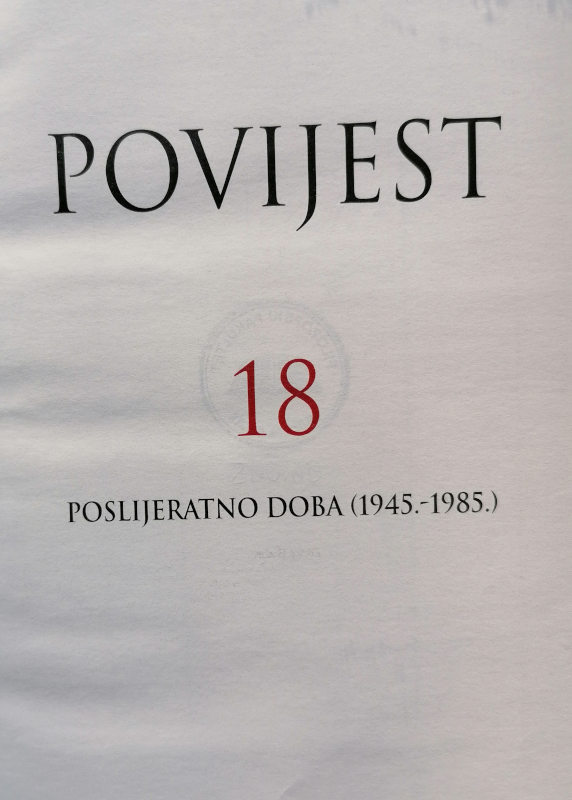 POVIJEST
18
POSLIJERATNO DOBA (1945.-1985.)